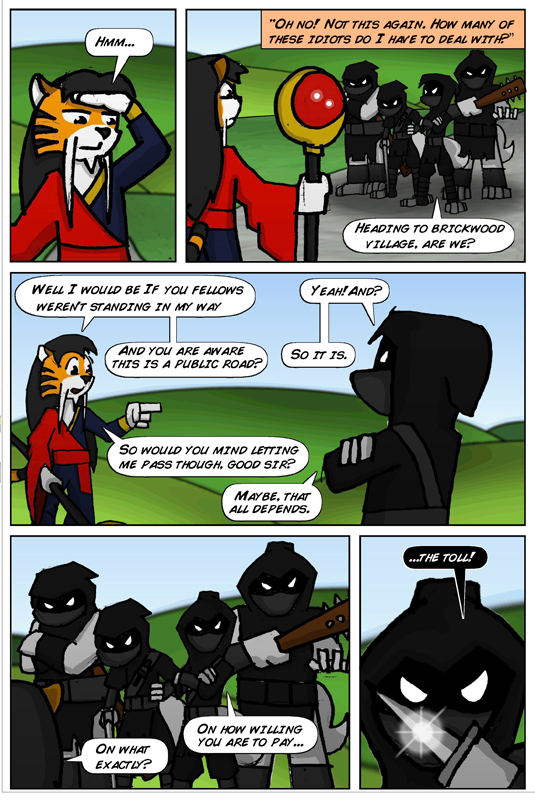 Hmm...
"Oh no! Not this again. How many of
these idiots do I have to deal with?"
Heading to Brickwood
Village, are we?
Well I would be If you fellows
weren't standing in my way
Yeah! And?
And you are aware
this is a public road?
So it is.
So would you mind letting
me pass though, good sir?
Maybe, that
all depends.
On what
exactly?
On how willing
you are to pay...
...the toll!